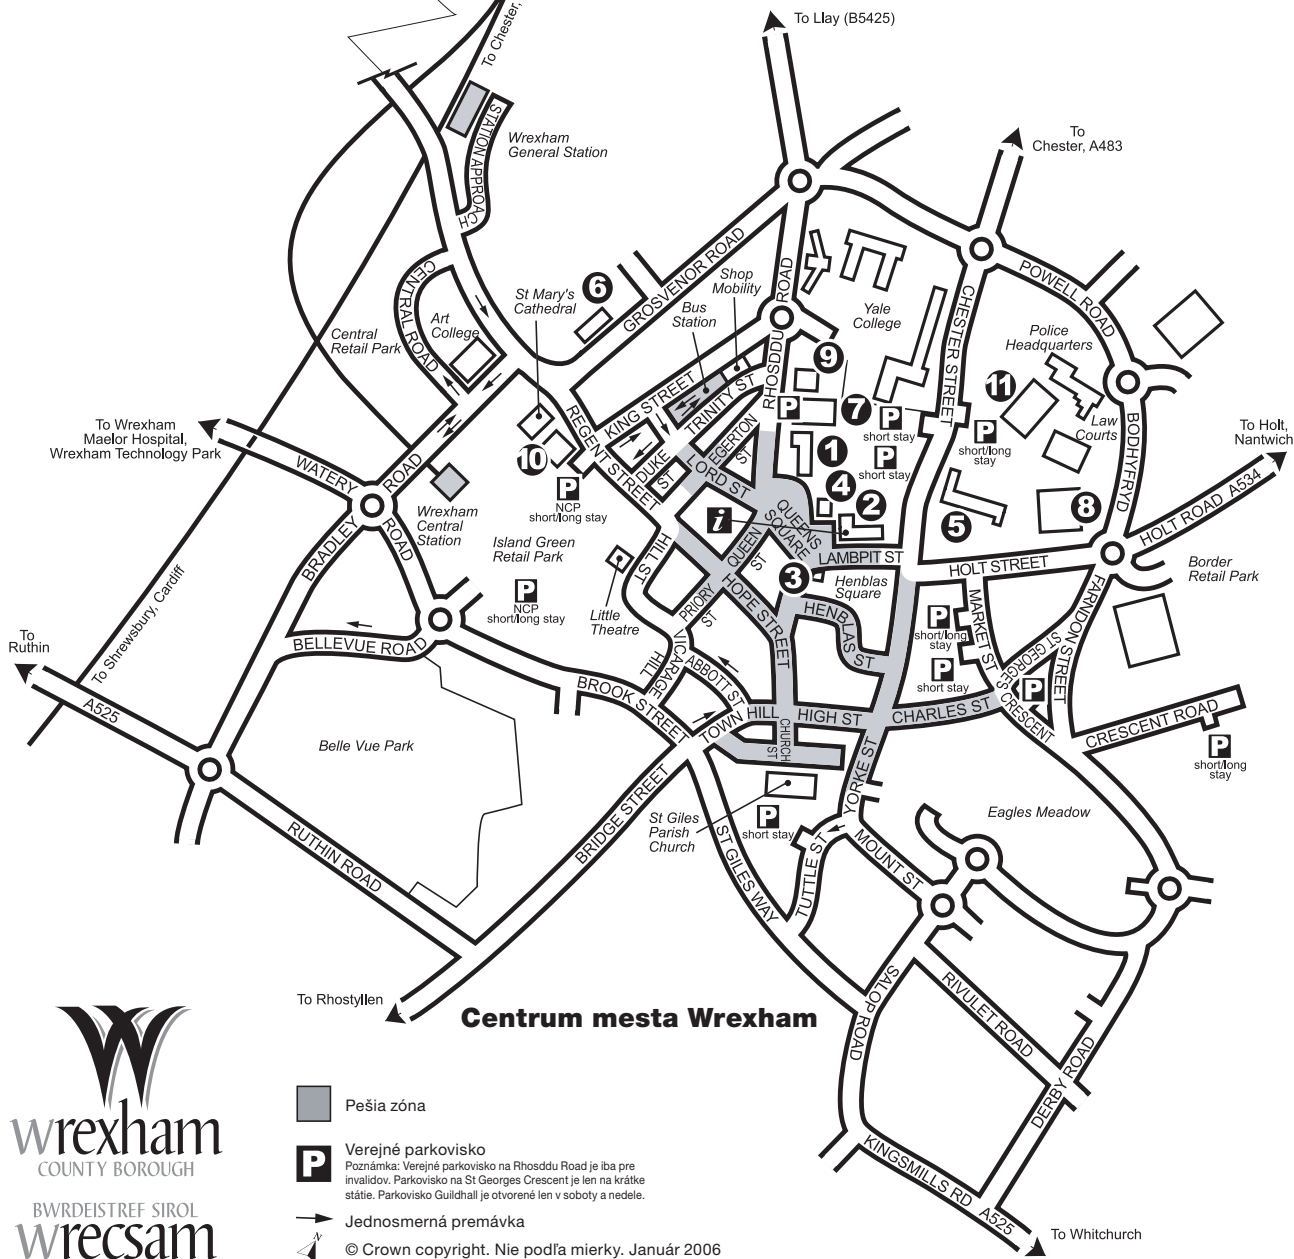 To Llay (B5425)
To Chester,
To
Chester, A483
STATION APPROACH
Wrexham
General Station
GROSVENOR ROAD
RHOSDDU ROAD
POWELL ROAD
CENTRAL ROAD
Central
Retail Park
Art
College
St Mary's
Cathedral
6
Bus
Station
Shop
Mobility
Yale
College
CHESTER STREET
Police
Headquarters
11
Law
Courts
BODHYFRYD
9
7
KING STREET
TRINITY ST
REGENT STREET
DUKE ST
EGERTON ST
LORD ST
P
P
short stay
P
short stay
P
short/long
stay
1
4
2
5
8
10
To Wrexham
Maelor Hospital,
Wrexham Technology Park
WATERY ROAD
BRADLEY ROAD
Wrexham
Central
Station
P
NCP
short/long stay
Island Green
Retail Park
P
NCP
short/long stay
Little
Theatre
i
QUEENS SQUARE
QUEEN ST
LAMBPIT ST
HOLT STREET
HOLT ROAD A534
To Holt,
Nantwich
Border
Retail Park
3
Henblas
Square
HENBLAS ST
HILL ST
HOPE STREET
PRIORY ST
VICARAGE HILL
ABBOTT ST
MARKET ST
FARNDON STREET
ST GEORGES CRESCENT
P
short/long
stay
P
short stay
P
To
Ruthin
To Shrewsbury, Cardiff
A525
BELLEVUE ROAD
BROOK STREET
TOWN HILL
HIGH ST
CHARLES ST
CHURCH ST
YORKE ST
CRESCENT ROAD
P
short/long
stay
Belle Vue Park
RUTHIN ROAD
BRIDGE STREET
St Giles
Parish
Church
P
short stay
ST GILES WAY
TUTTLE ST
MOUNT ST
Eagles Meadow
SALOP ROAD
RIVULET ROAD
DERBY ROAD
KINGSMILLS RD
A525
To Whitchurch
To Rhostyllen
Centrum mesta Wrexham
wrexham
COUNTY BOROUGH
BWRDEISTREF SIROL
wrecsam
Pešia zóna
P
Verejné parkovisko
Poznámka: Verejné parkovisko na Rhosddu Road je iba pre
invalidov. Parkovisko na St Georges Crescent je len na krátke
státie. Parkovisko Guildhall je otvorené len v soboty a nedele.
Jednosmerná premávka
N
© Crown copyright. Nie podľa mierky. Január 2006